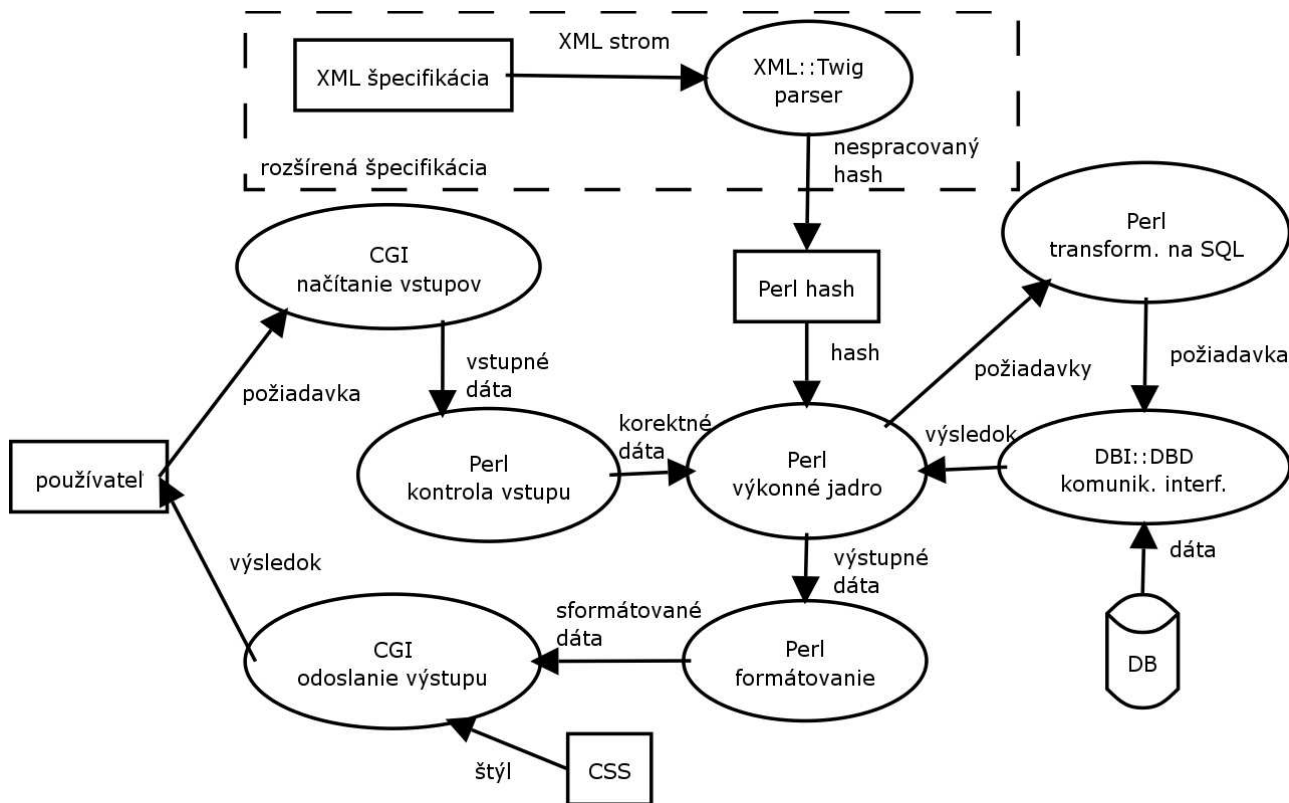 XML strom
XML špecifikácia
XML::Twig
parser
rozšírená špecifikácia
nespracovaný
hash
CGI
načítanie vstupov
Perl
transform. na SQL
Perl hash
požiadavka
vstupné
dáta
hash
požiadavky
požiadavka
používateľ
Perl
kontrola vstupu
korektné
dáta
Perl
výkonné jadro
výsledok
DBI::DBD
komunik. interf.
výsledok
výstupné
dáta
dáta
CGI
odoslanie výstupu
sformátované
dáta
Perl
formátovanie
DB
štýl
CSS